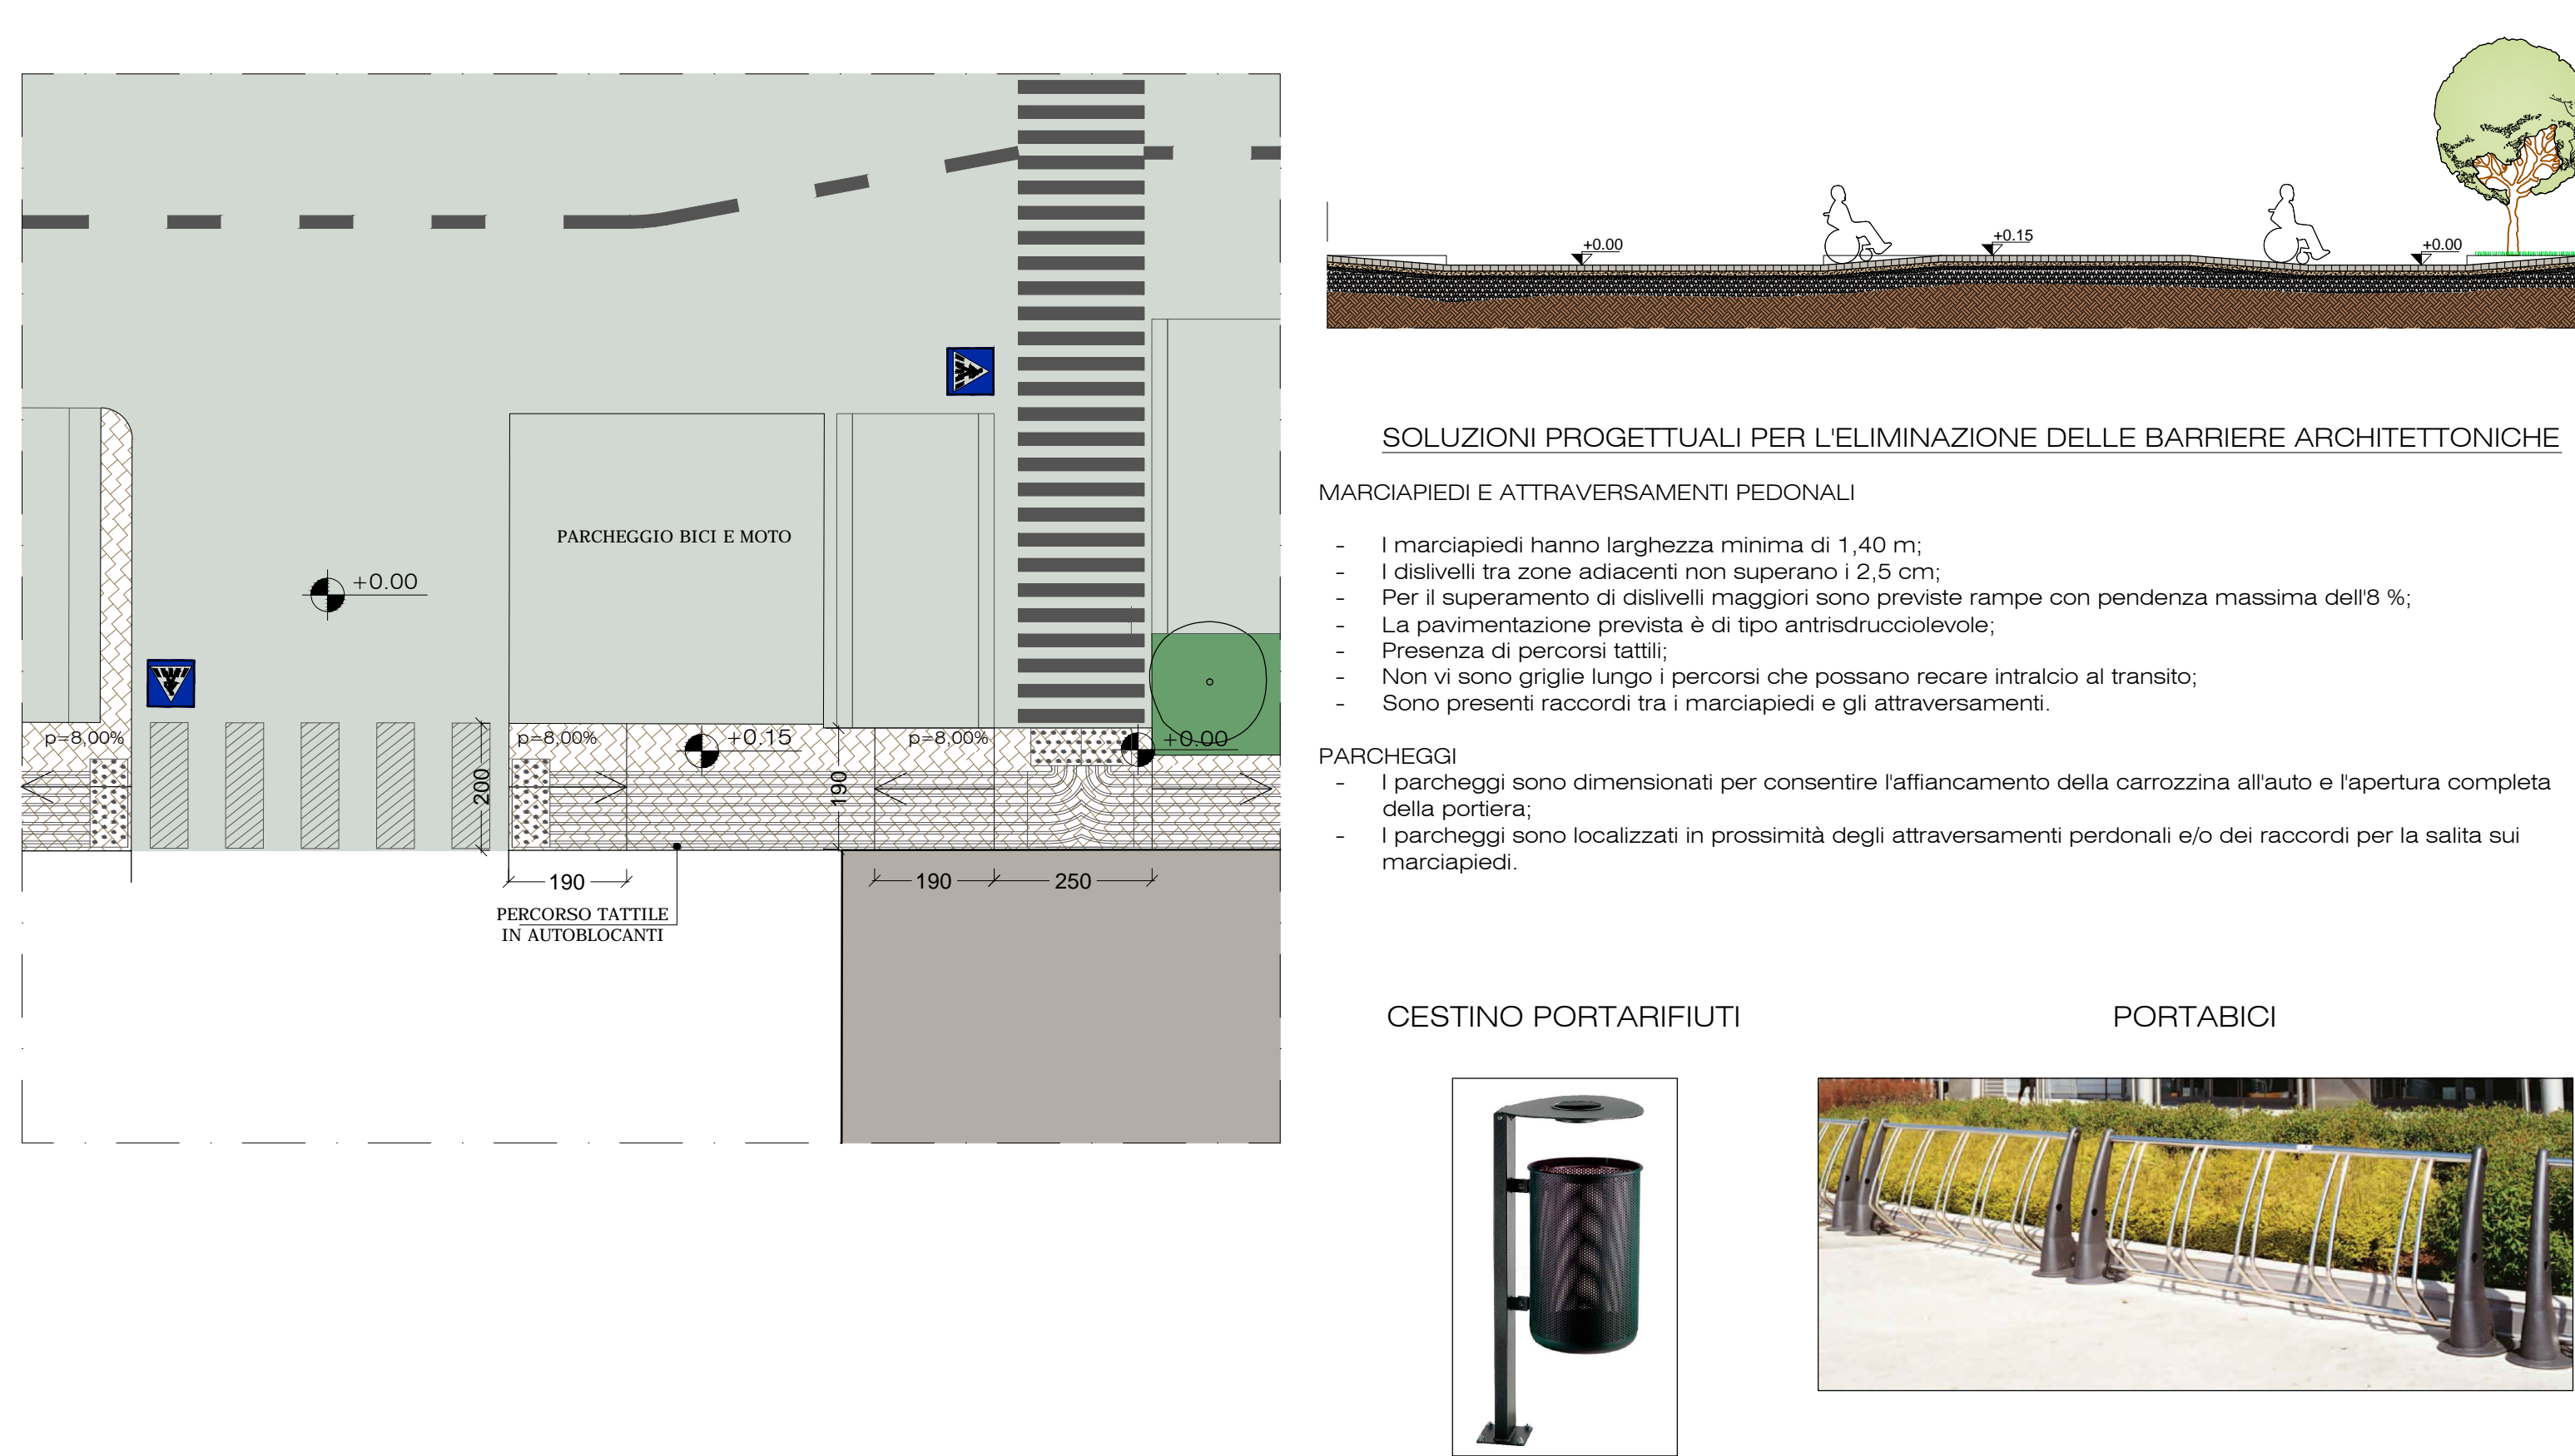 +0.00
+0.15
+0.00
PARCHEGGIO BICI E MOTO
+0.00
p=8,00%
p=8,00%
+0.15
p=8,00%
+0.00
200
190
190
190
250
PERCORSO TATTILE
IN AUTOBLOCANTI
SOLUZIONI PROGETTUALI PER L'ELIMINAZIONE DELLE BARRIERE ARCHITETTONICHE
MARCIAPIEDI E ATTRAVERSAMENTI PEDONALI
- I marciapiedi hanno larghezza minima di 1,40 m;
- I dislivelli tra zone adiacenti non superano i 2,5 cm;
- Per il superamento di dislivelli maggiori sono previste rampe con pendenza massima dell'8 %;
- La pavimentazione prevista è di tipo antrisdrucciolevole;
- Presenza di percorsi tattili;
- Non vi sono griglie lungo i percorsi che possano recare intralcio al transito;
- Sono presenti raccordi tra i marciapiedi e gli attraversamenti.
PARCHEGGI
- I parcheggi sono dimensionati per consentire l'affiancamento della carrozzina all'auto e l'apertura completa
della portiera;
- I parcheggi sono localizzati in prossimità degli attraversamenti perdonali e/o dei raccordi per la salita sui
marciapiedi.
CESTINO PORTARIFIUTI
PORTABICI